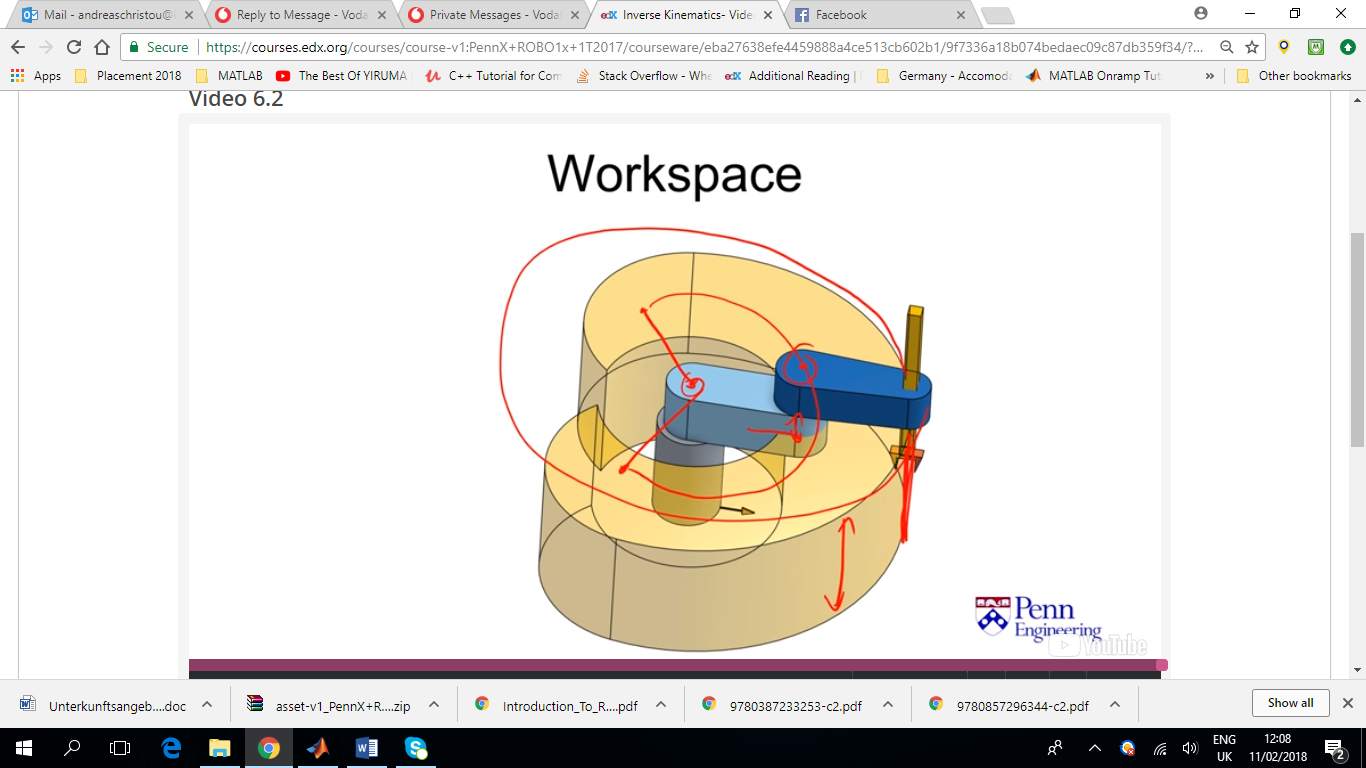 Mail - andreaschristou@
Reply to Message - Voda
Private Messages - Vodaf
edX Inverse Kinematics- Vide
Facebook
Secure
https://courses.edx.org/courses/course-v1:PennX+ROBO1x+1T2017/courseware/eba27638efe4459888a4ce513cb602b1/9f7336a18b074bedaec09c87db359f34/?...
Apps
Placement 2018
MATLAB
The Best Of YIRUMA
C++ Tutorial for Com
Stack Overflow - Whe
edX Additional Reading |
Germany - Accomoda
MATLAB Onramp Tut
»
Other bookmarks
Video 6.2
Workspace
Penn
Engineering
YouTube
Unterkunftsangeb....doc
asset-v1_PennX+R....zip
Introduction_To_R....pdf
9780387233253-c2.pdf
9780857296344-c2.pdf
Show all
ENG
UK
12:08
11/02/2018
2